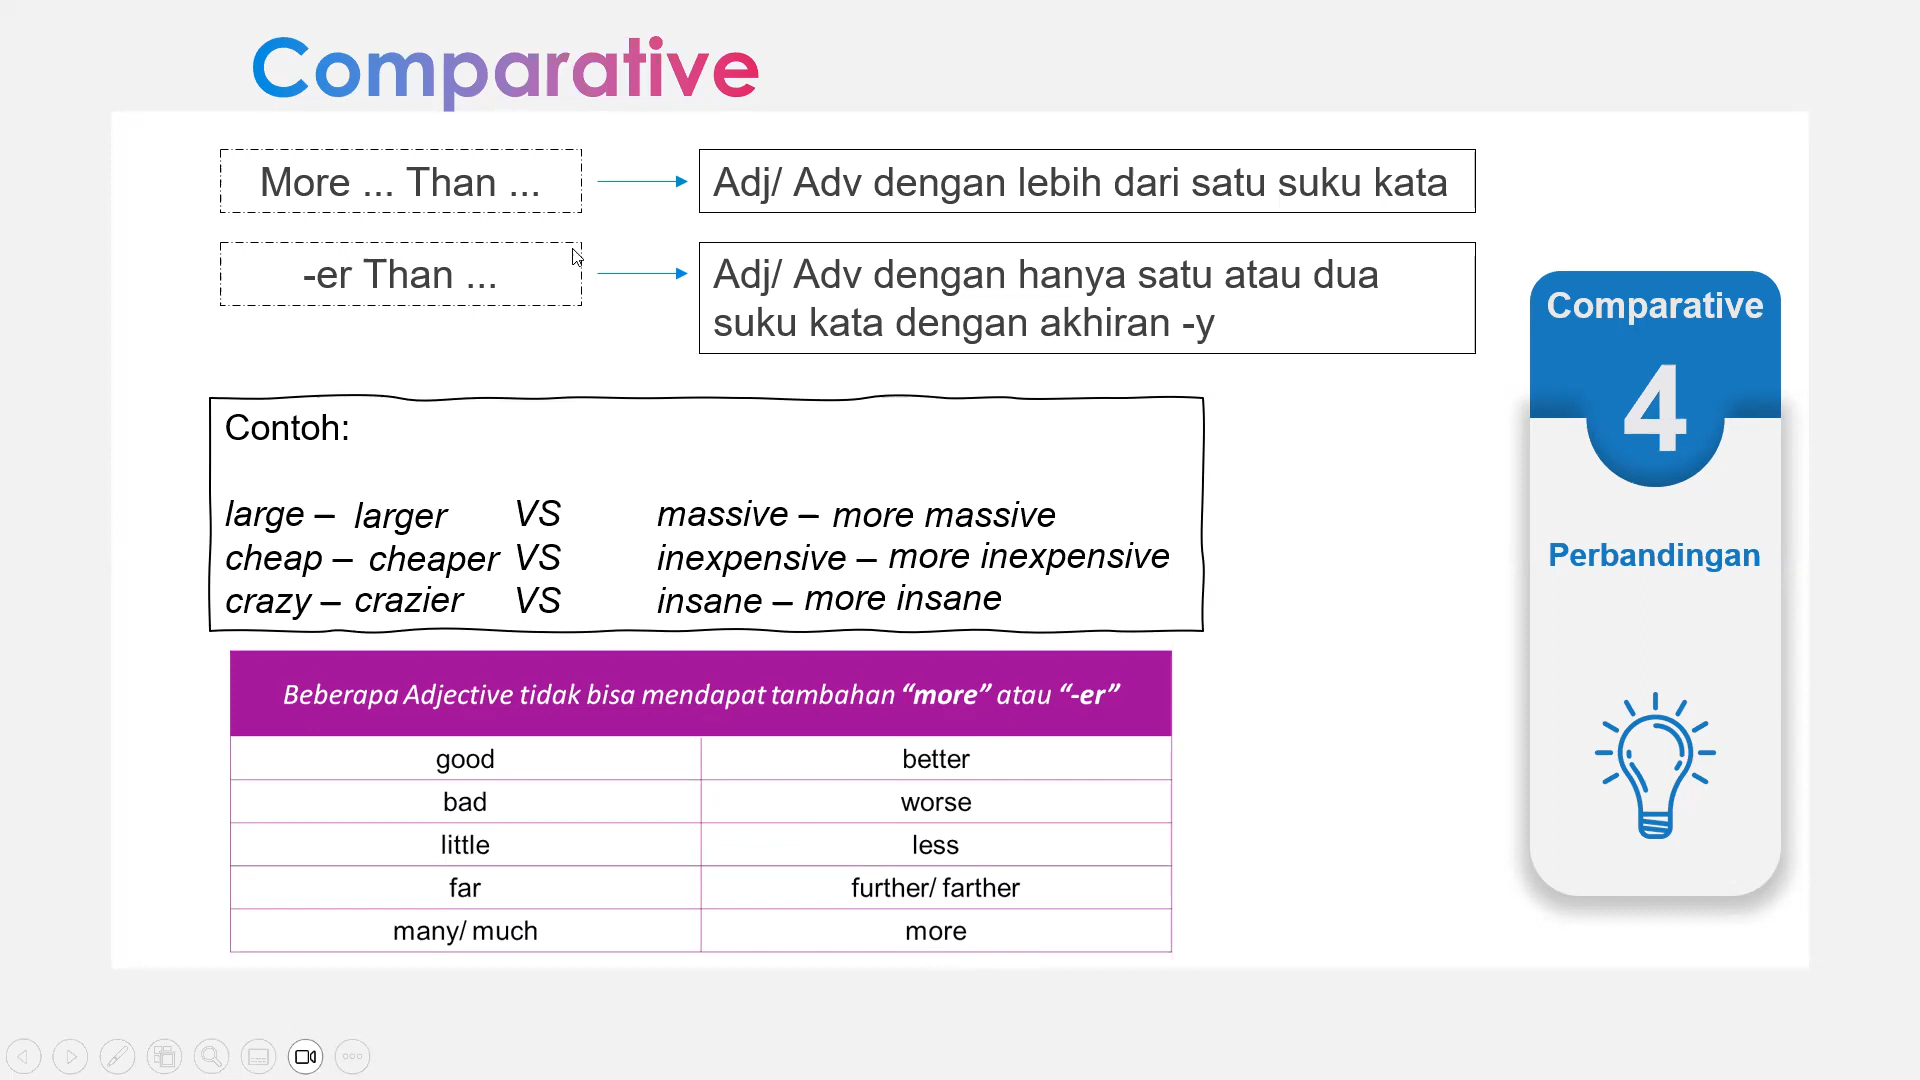 Comparative
More ... Than ...
Adj/ Adv dengan lebih dari satu suku kata
-er Than ...
Adj/ Adv dengan hanya satu atau dua
suku kata dengan akhiran -y
Contoh:
large – larger VS massive – more massive
cheap – cheaper VS inexpensive – more inexpensive
crazy – crazier VS insane – more insane
Beberapa Adjective tidak bisa mendapat tambahan “more” atau “-er”
good better
bad worse
little less
far further/ farther
many/ much more
Comparative
4
Perbandingan